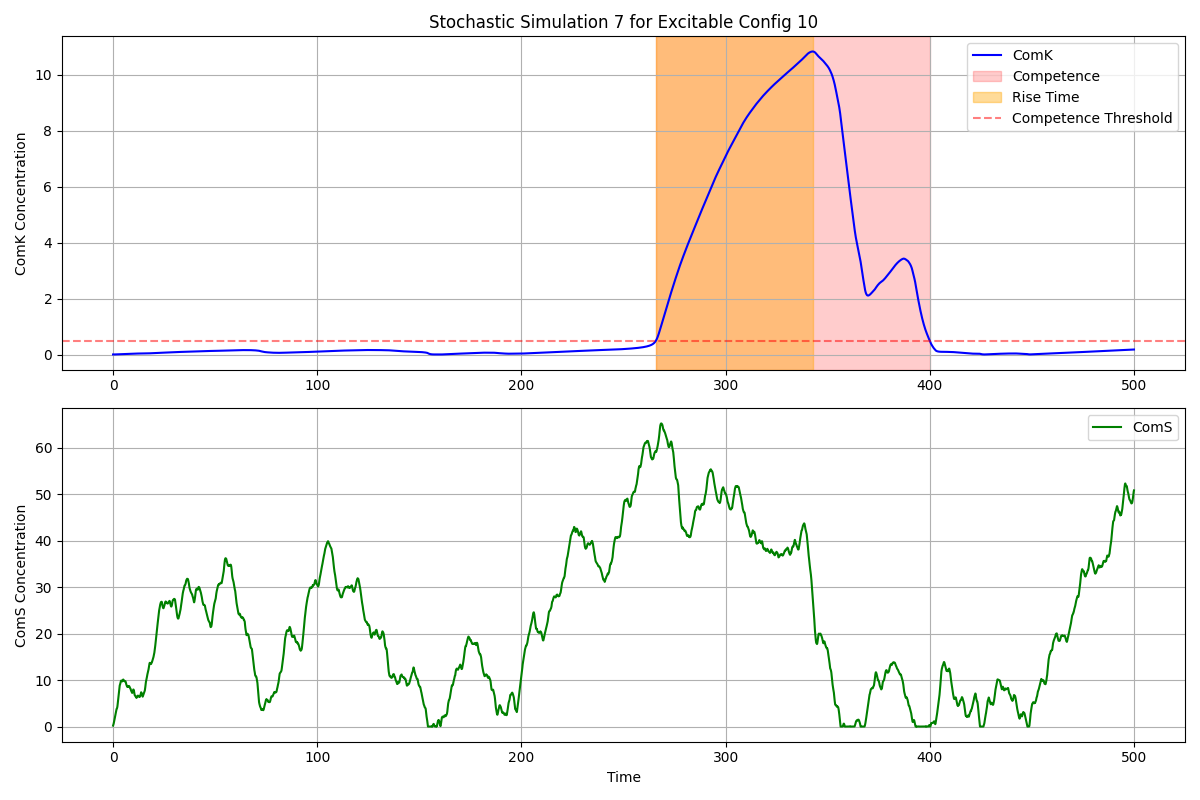 Stochastic Simulation 7 for Excitable Config 10
ComK Concentration
10
8
6
4
2
0
ComK
Competence
Rise Time
Competence Threshold
0
100
200
300
400
500
ComS Concentration
60
50
40
30
20
10
0
ComS
0
100
200
300
400
500
Time